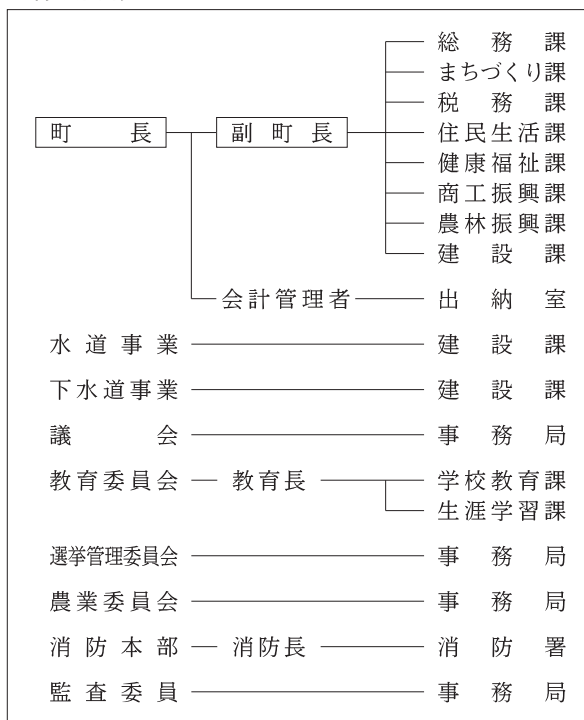 総務課
まちづくり課
税務課
町長 副町長 住民生活課
健康福祉課
商工振興課
農林振興課
建設課
会計管理者 出納室
水道事業 建設課
下水道事業 建設課
議会 事務局
教育委員会 教育長 学校教育課
生涯学習課
選挙管理委員会 事務局
農業委員会 事務局
消防本部 消防長 消防署
監査委員 事務局